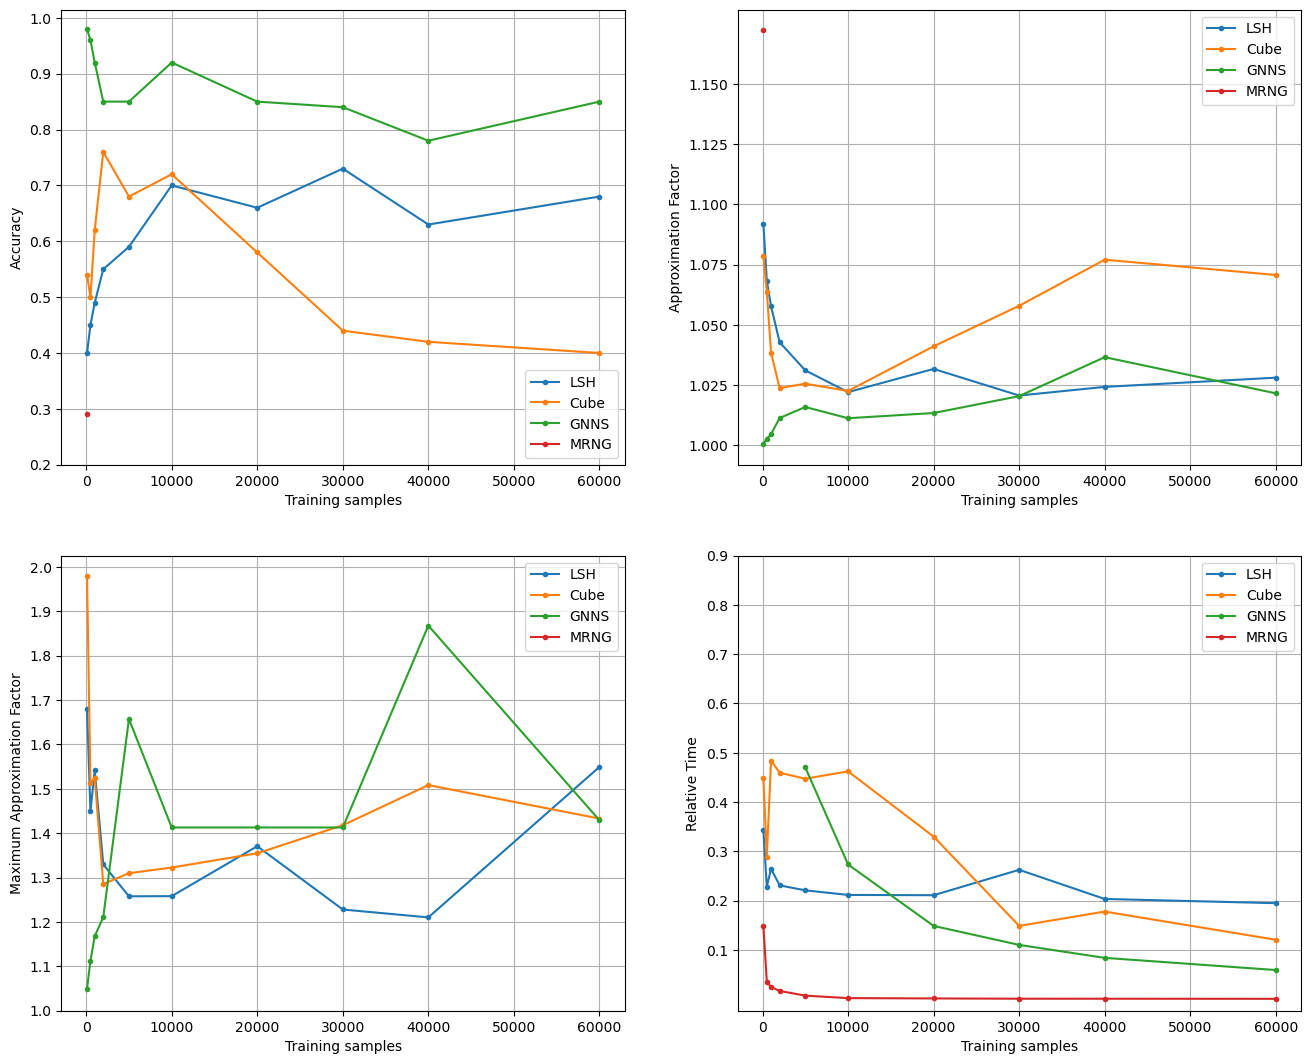 1.0
0.9
0.8
0.7
0.6
0.5
0.4
0.3
0.2
Accuracy
0 10000 20000 30000 40000 50000 60000
Training samples
LSH
Cube
GNNS
MRNG
1.150
1.125
1.100
1.075
1.050
1.025
1.000
Approximation Factor
0 10000 20000 30000 40000 50000 60000
Training samples
LSH
Cube
GNNS
MRNG
2.0
1.9
1.8
1.7
1.6
1.5
1.4
1.3
1.2
1.1
1.0
Maximum Approximation Factor
0 10000 20000 30000 40000 50000 60000
Training samples
LSH
Cube
GNNS
MRNG
0.9
0.8
0.7
0.6
0.5
0.4
0.3
0.2
0.1
Relative Time
0 10000 20000 30000 40000 50000 60000
Training samples
LSH
Cube
GNNS
MRNG